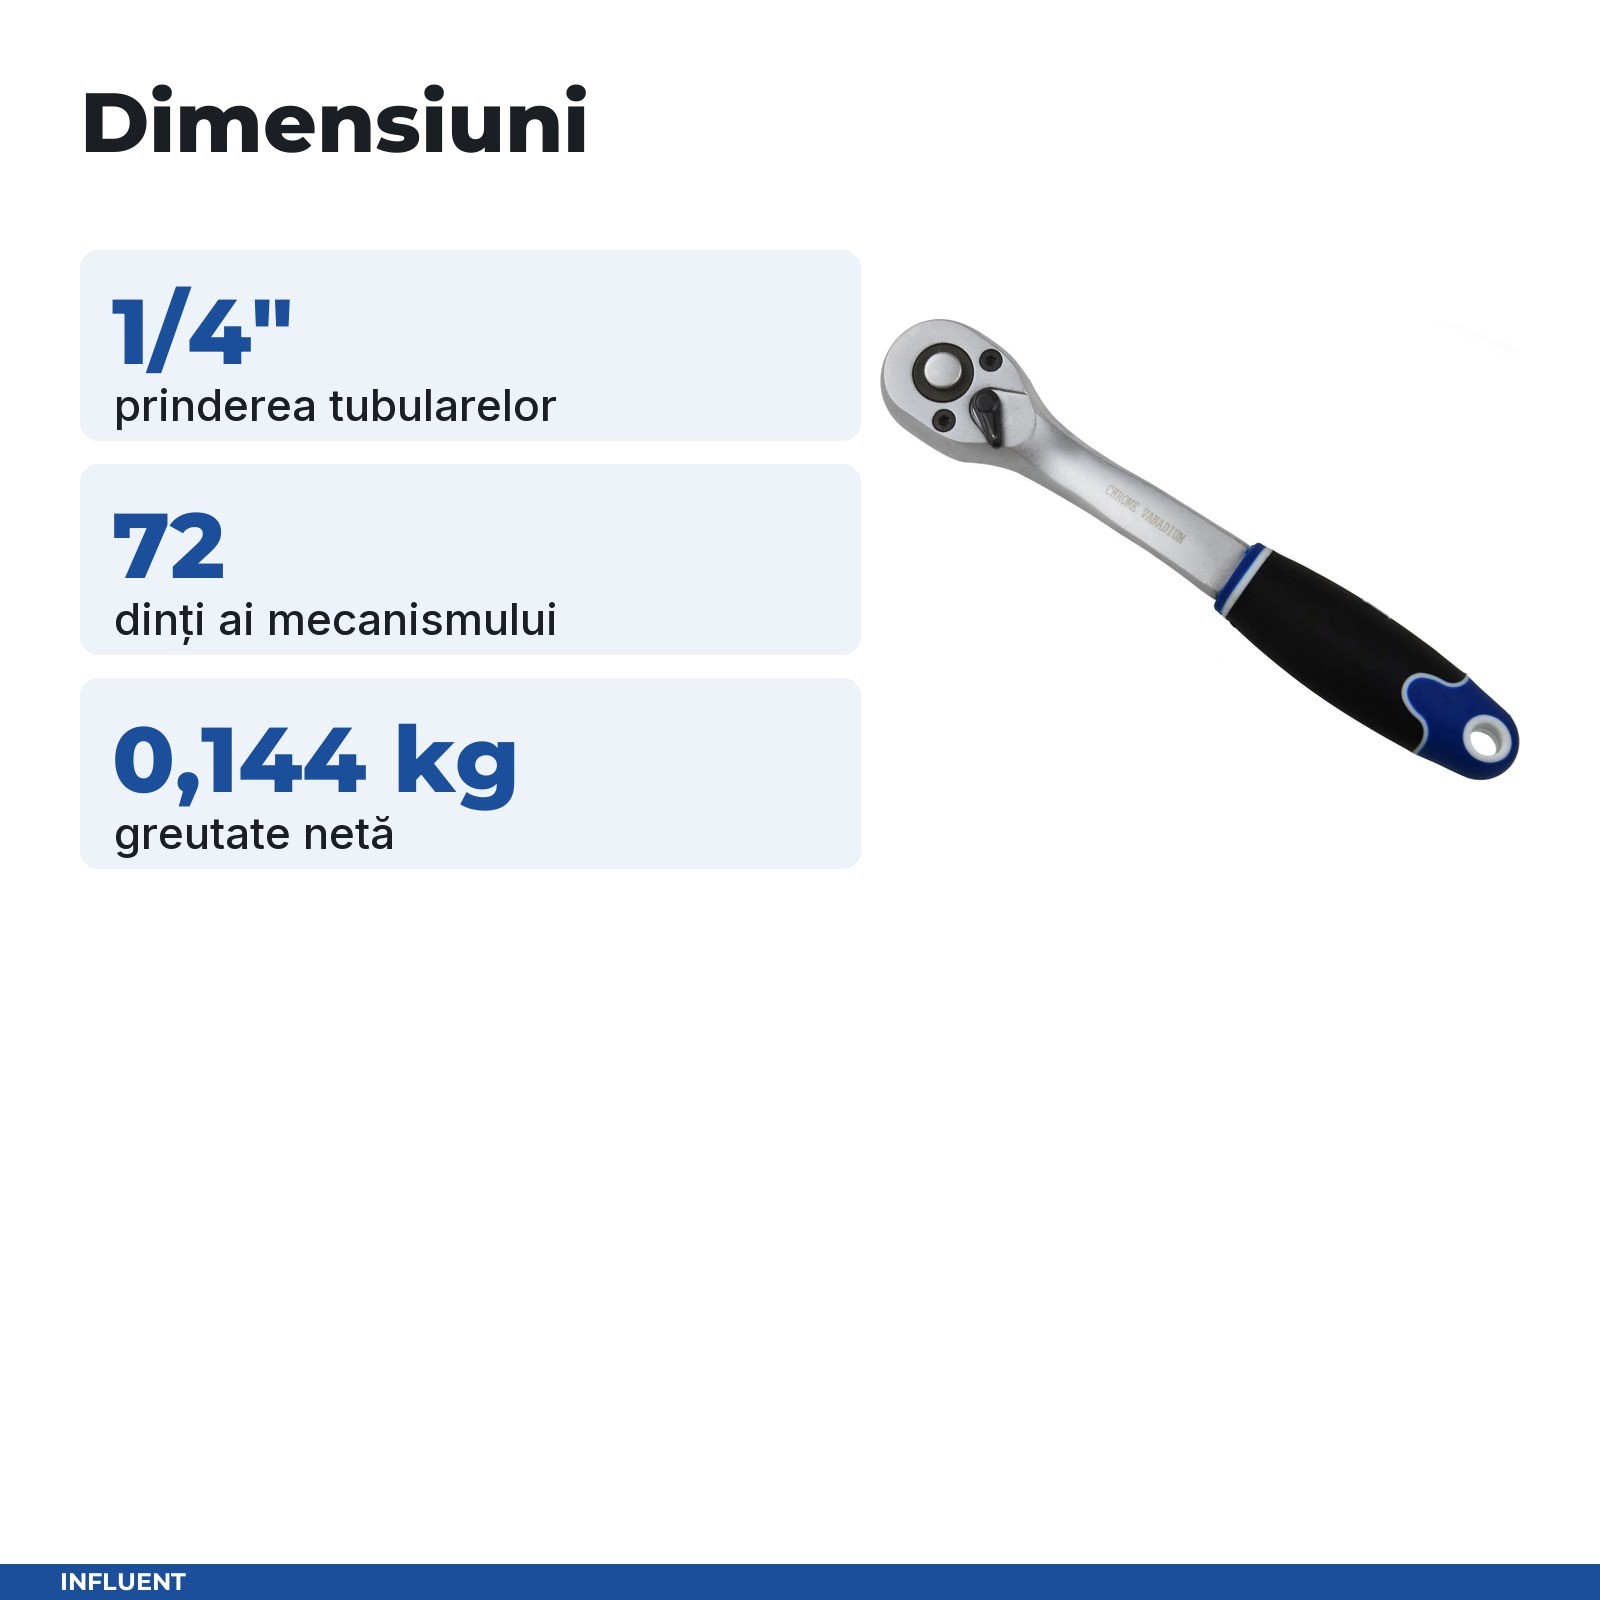 Dimensiuni
1/4"
prinderea tubularelor
72
dinți ai mecanismului
0,144 kg
greutate netă
CHROME VANADIUM
INFLUENT